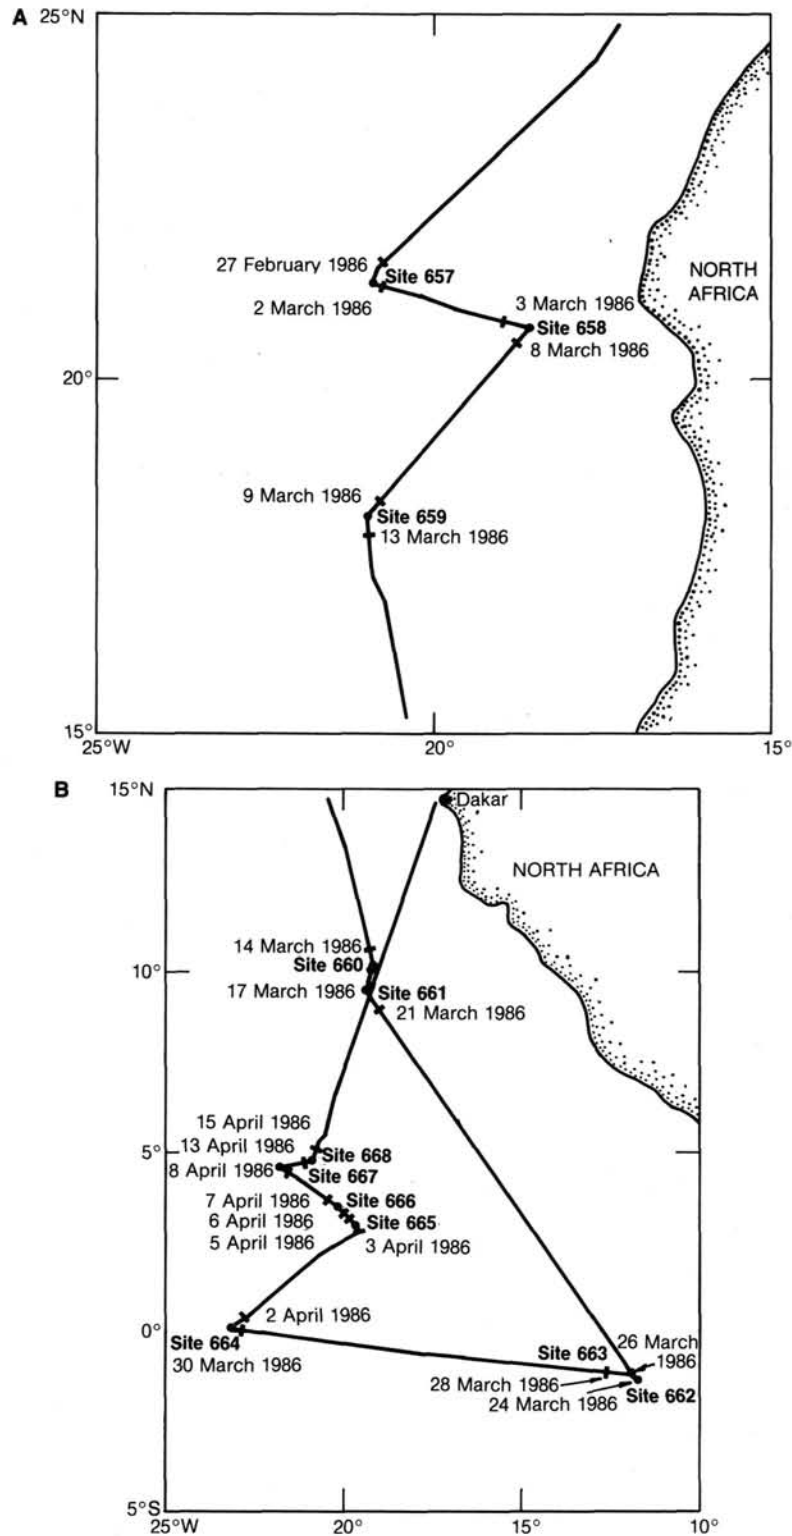 A
25°N
27 February 1986
Site 657
2 March 1986
3 March 1986
Site 658
8 March 1986
NORTH
AFRICA
20°
9 March 1986
Site 659
13 March 1986
15°
25°W
20°
15°
B
15°N
Dakar
NORTH AFRICA
14 March 1986
Site 660
10°
17 March 1986
Site 661
21 March 1986
15 April 1986
13 April 1986
5°
Site 668
8 April 1986
Site 667
7 April 1986
Site 666
6 April 1986
Site 665
5 April 1986
3 April 1986
2 April 1986
0°
Site 664
30 March 1986
Site 663
26 March
1986
28 March 1986
24 March 1986
Site 662
5°S
25°W
20°
15°
10°